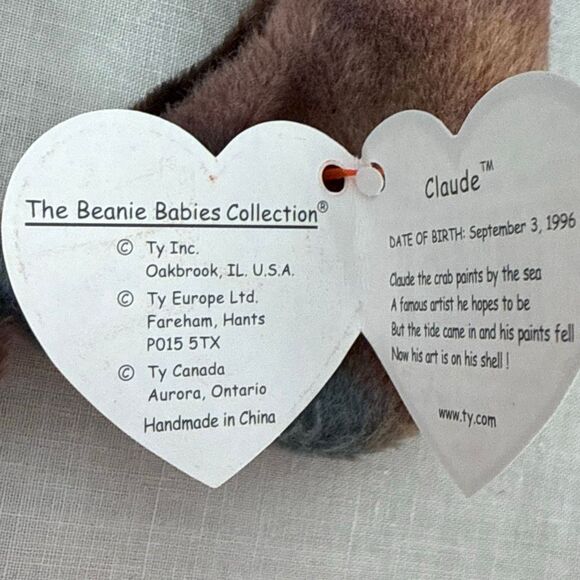 The Beanie Babies Collection®
© Ty Inc.
Oakbrook, IL. U.S.A.
© Ty Europe Ltd.
Fareham, Hants
PO15 5TX
© Ty Canada
Aurora, Ontario
Handmade in China
Claude™
DATE OF BIRTH: September 3, 1996
Claude the crab paints by the sea
A famous artist he hopes to be
But the tide came in and his paints fell
Now his art is on his shell !
www.ty.com